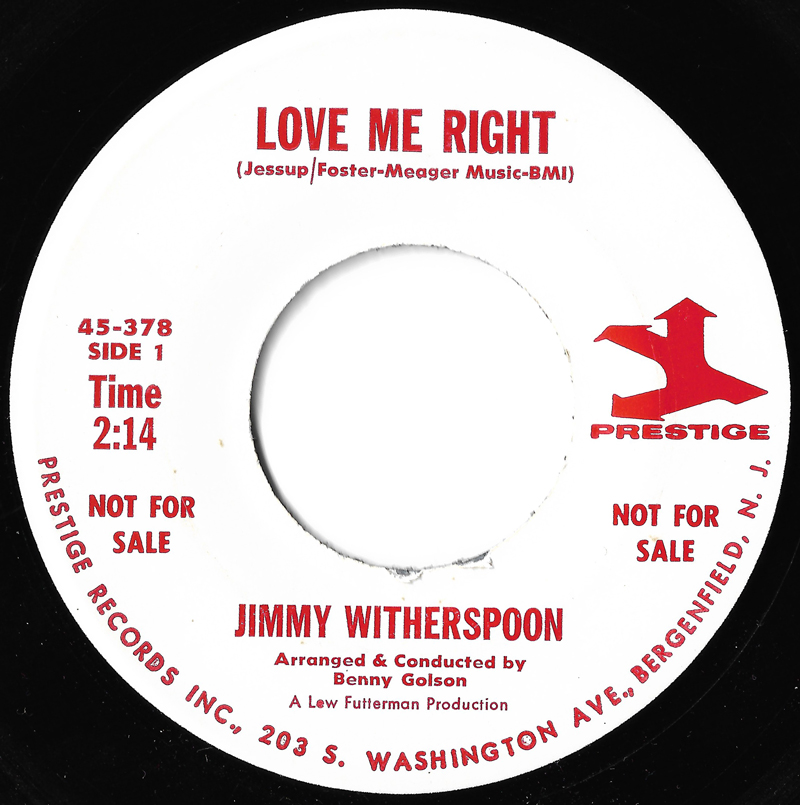 LOVE ME RIGHT
(Jessup/Foster-Meager Music-BMI)
45-378
SIDE 1
Time
2:14
NOT FOR
SALE
PRESTIGE
NOT FOR
SALE
JIMMY WITHERSPOON
Arranged & Conducted by
Benny Golson
A Lew Futterman Production
PRESTIGE RECORDS INC., 203 S. WASHINGTON AVE., BERGENFIELD, N. J.